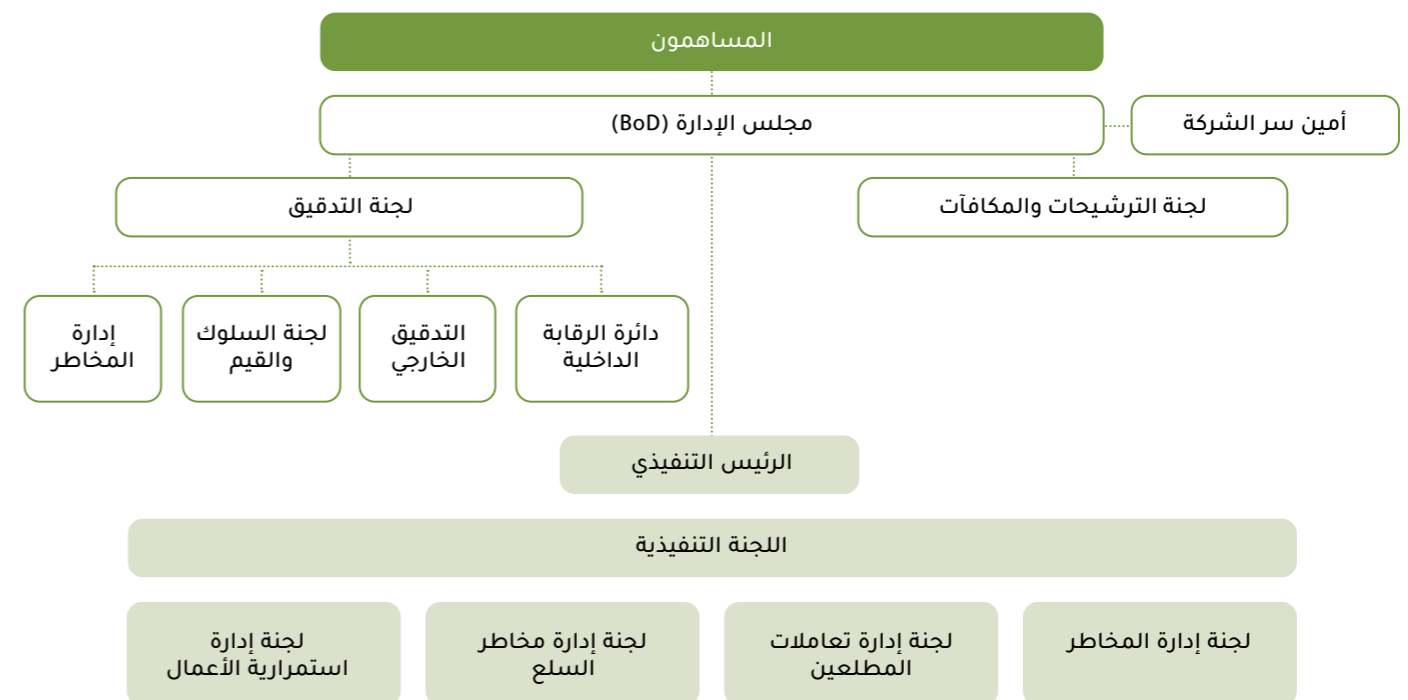 المساهمون
مجلس الإدارة (BoD)
أمين سر الشركة
لجنة الترشيحات والمكافآت
لجنة التدقيق
دائرة الرقابة
الداخلية
التدقيق
الخارجي
لجنة السلوك
والقيم
إدارة
المخاطر
الرئيس التنفيذي
اللجنة التنفيذية
لجنة إدارة المخاطر
لجنة إدارة تعاملات
المطلعين
لجنة إدارة مخاطر
السلع
لجنة إدارة
استمرارية الأعمال